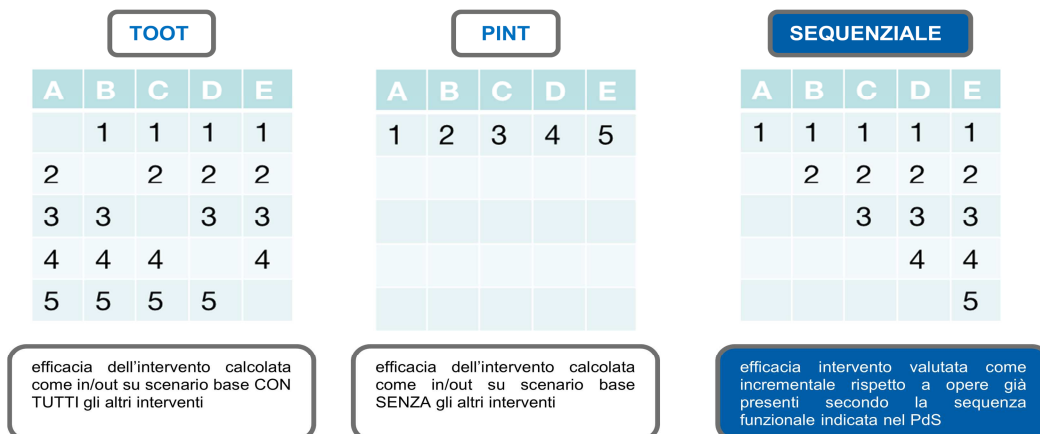 TOOT
A B C D E
1 1 1 1
2 2 2 2
3 3 3 3
4 4 4 4
5 5 5 5
efficacia dell'intervento calcolata
come in/out su scenario base CON
TUTTI gli altri interventi
PINT
A B C D E
1 2 3 4 5
efficacia dell'intervento calcolata
come in/out su scenario base
SENZA gli altri interventi
SEQUENZIALE
A B C D E
1 1 1 1 1
2 2 2 2
3 3 3
4 4
5
efficacia intervento valutata come
incrementale rispetto a opere già
presenti secondo la sequenza
funzionale indicata nel PdS